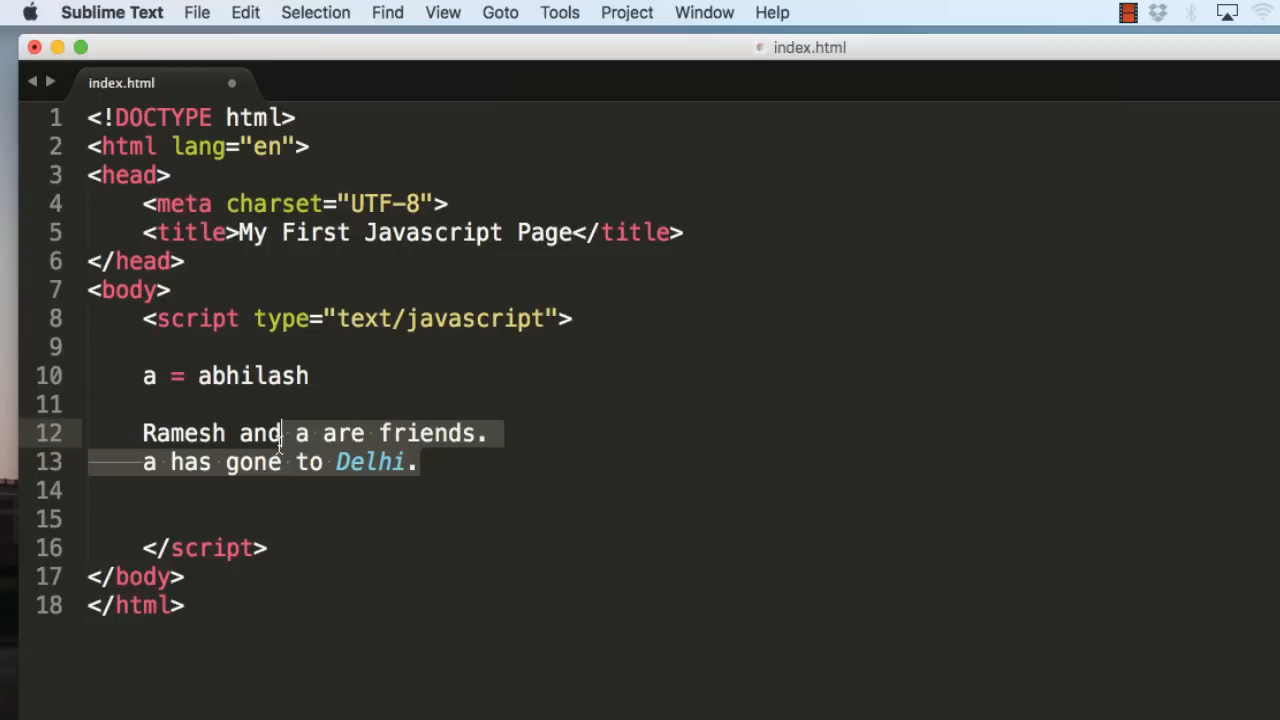 Sublime Text File Edit Selection Find View Goto Tools Project Window Help
index.html
index.html
1 <!DOCTYPE html>
2 <html lang="en">
3 <head>
4 <meta charset="UTF-8">
5 <title>My First Javascript Page</title>
6 </head>
7 <body>
8 <script type="text/javascript">
9
10 a = abhilash
11
12 Ramesh and a are friends.
13 a has gone to Delhi.
14
15
16 </script>
17 </body>
18 </html>